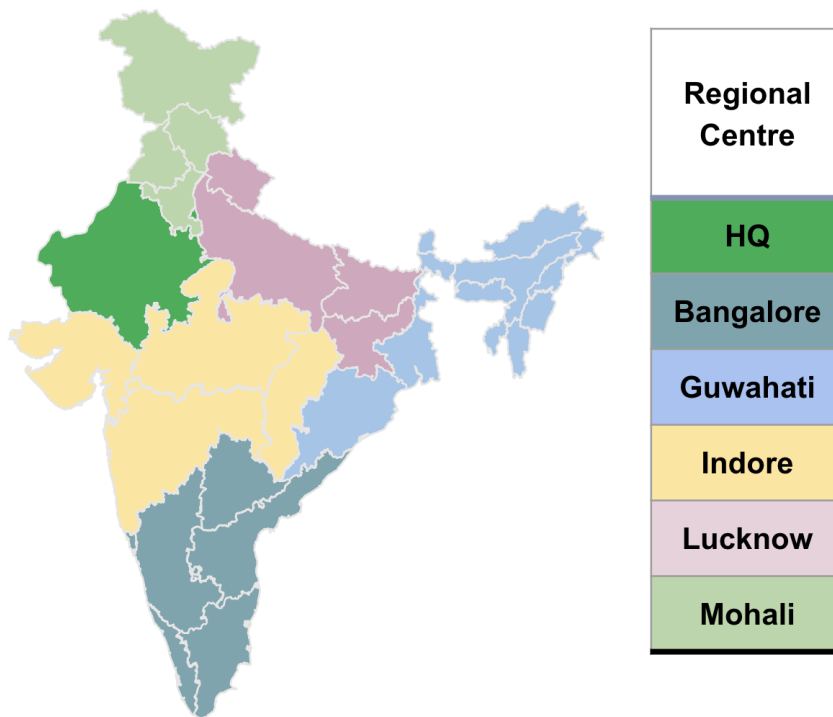 Regional
Centre
HQ
Bangalore
Guwahati
Indore
Lucknow
Mohali